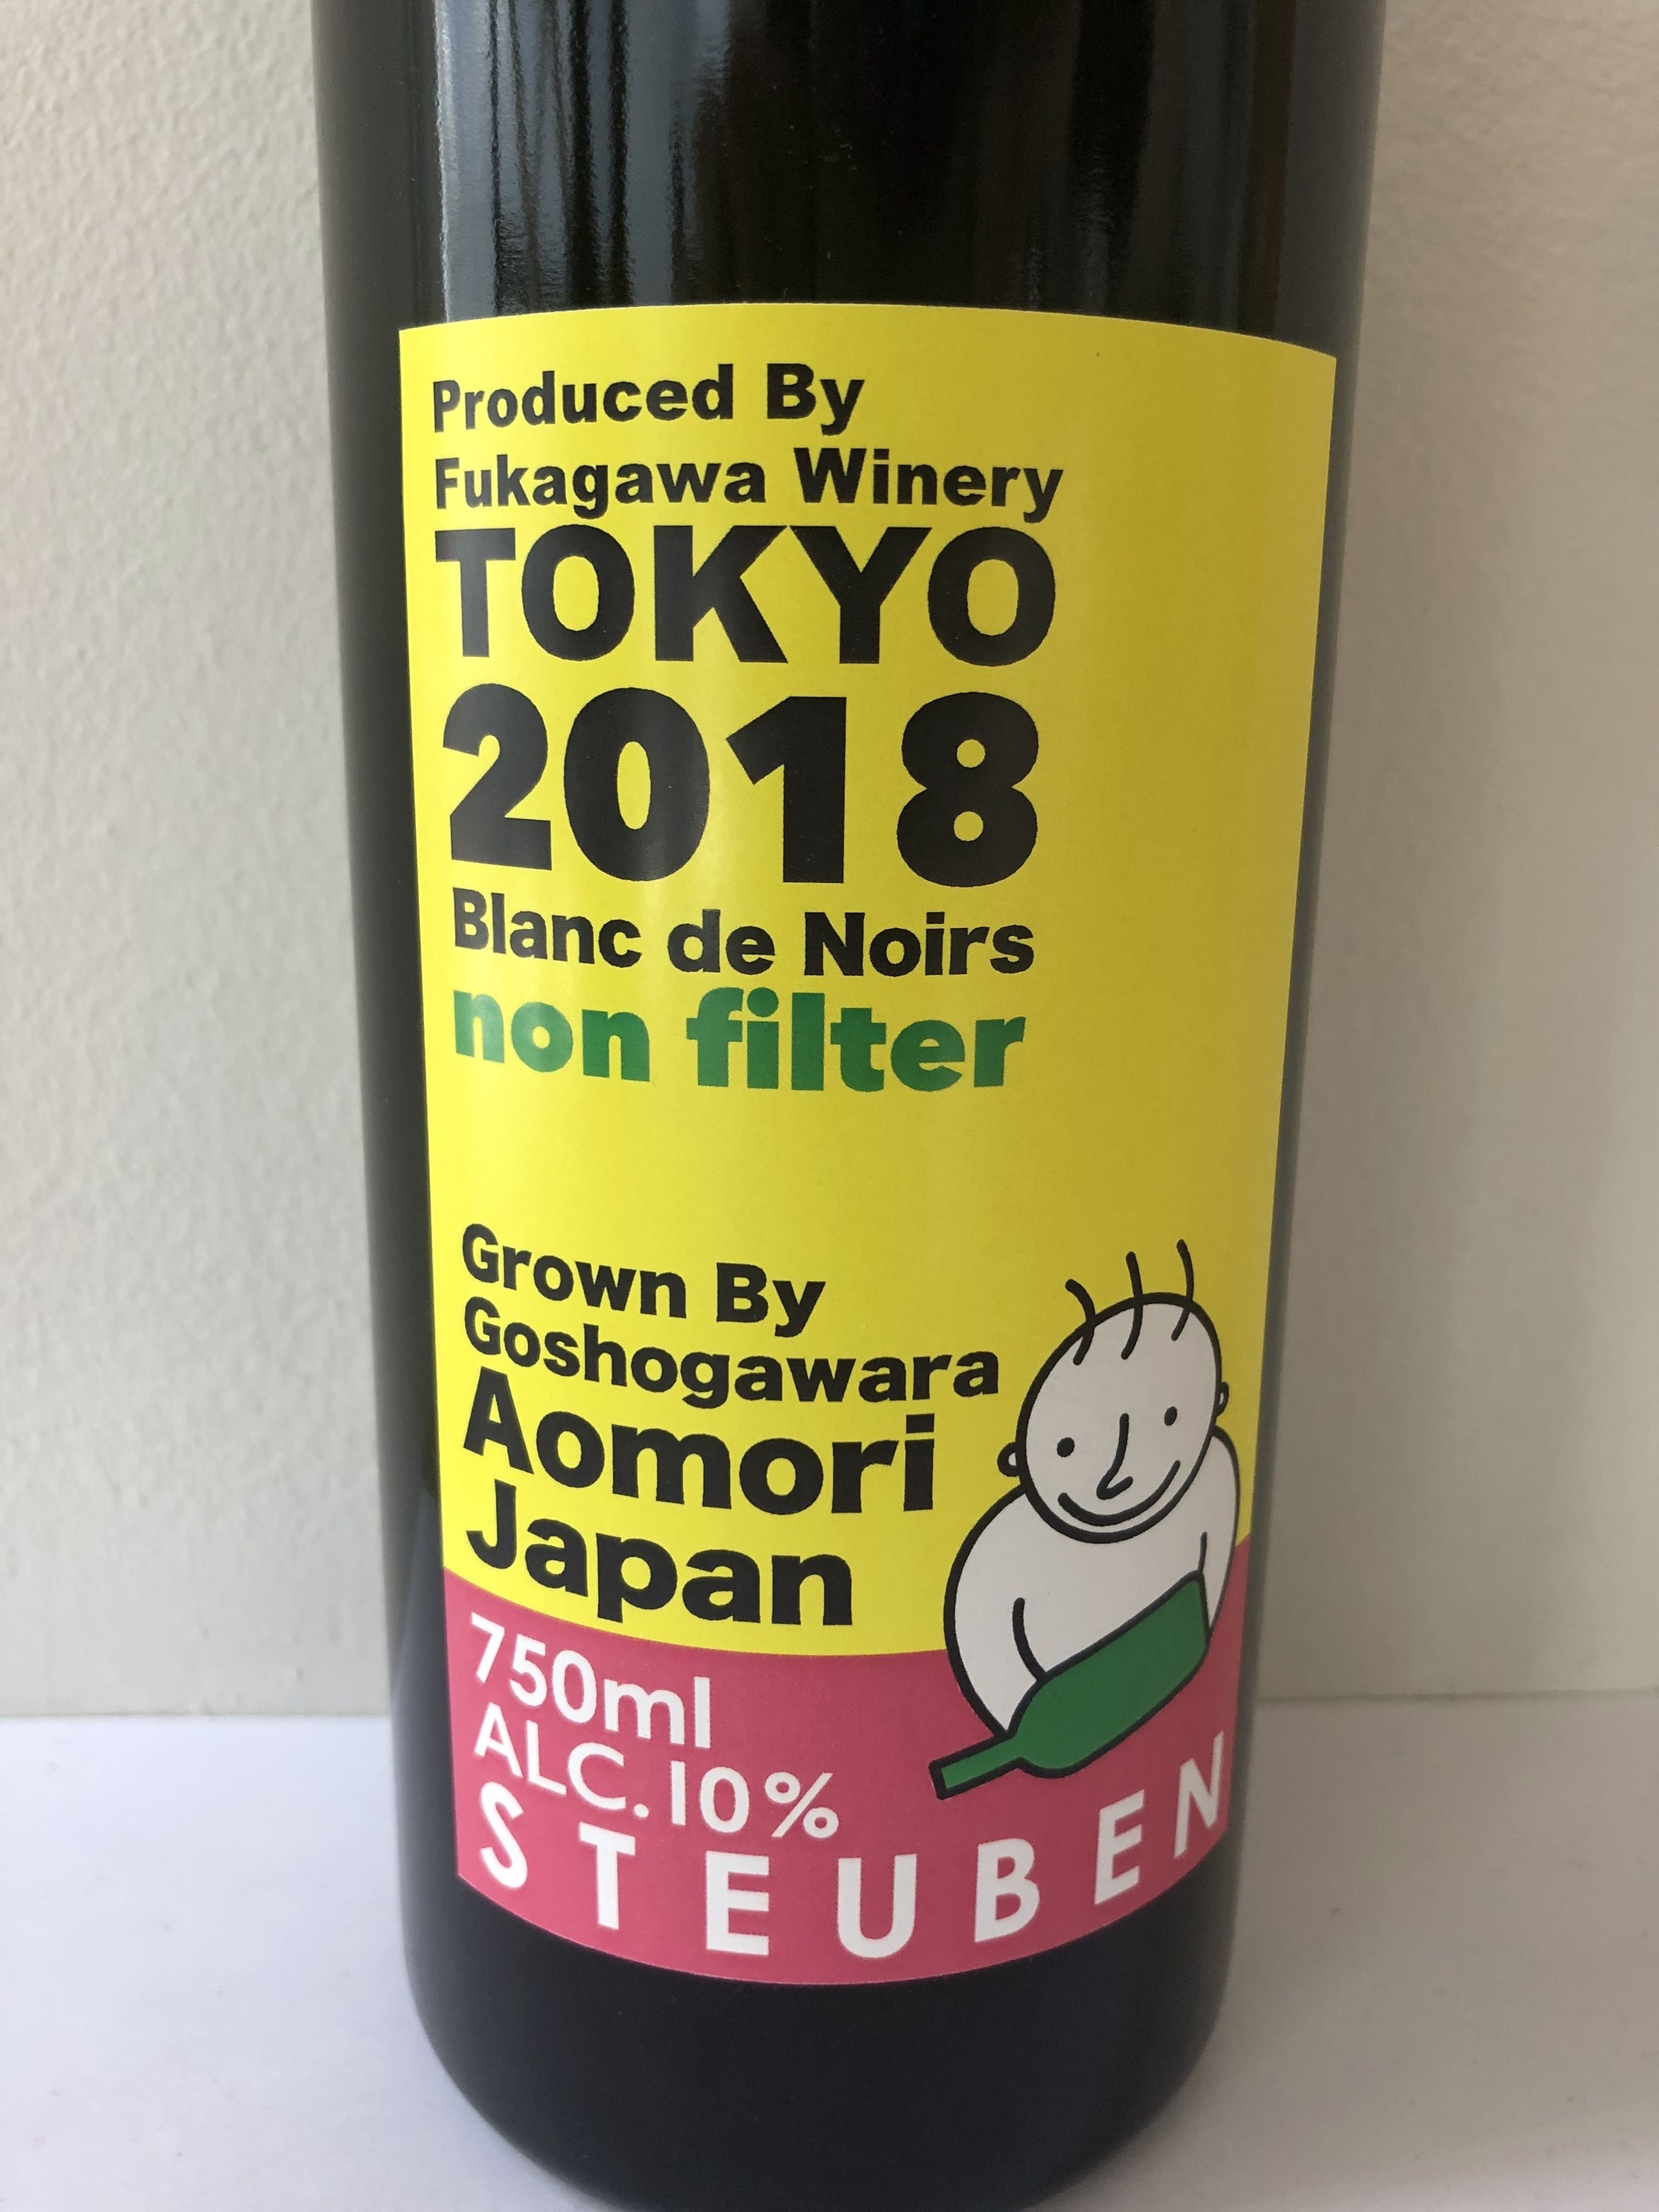 Produced By
Fukagawa Winery
TOKYO
2018
Blanc de Noirs
non filter
Grown By
Goshogawara
Aomori
Japan
750ml
ALC.10%
STEUBEN